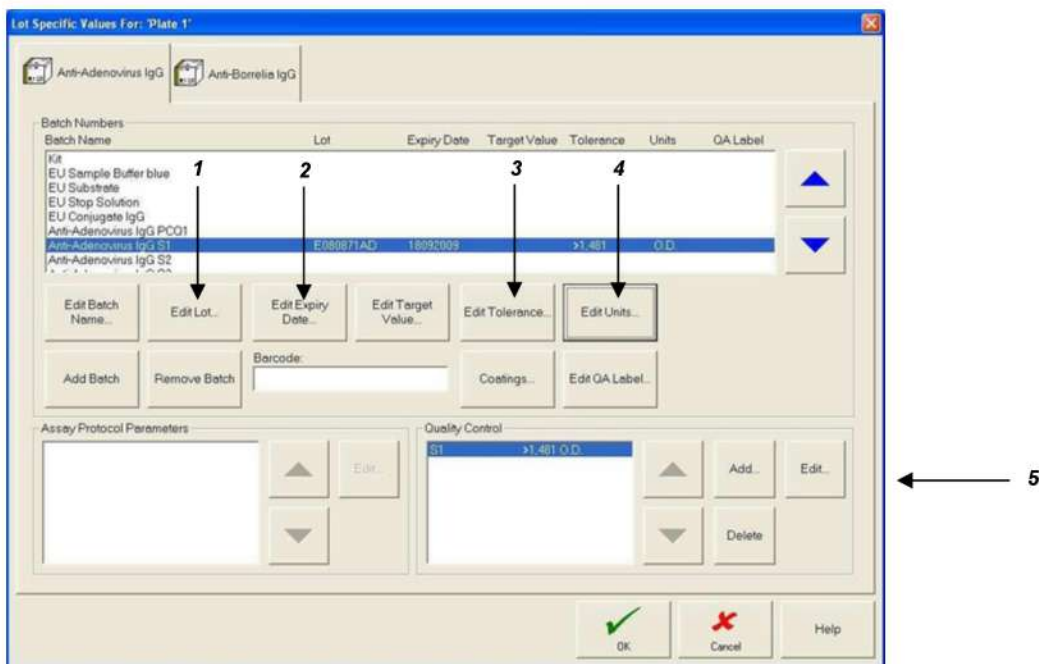 Lot Specific Values For: 'Plate 1'
Anti-Adenovirus IgG Anti-Borrelia IgG
Batch Numbers
Batch Name Lot Expiry Date Target Value Tolerance Units QA Label
Kit
EU Sample Buffer blue
EU Substrate
EU Stop Solution
EU Conjugate IgG
Anti-Adenovirus IgG PCO1
Anti-Adenovirus IgG S1 E080871AD 18092009 >1,481 O.D.
Anti-Adenovirus IgG S2
1 2 3 4
Edit Batch Name... Edit Lot... Edit Expiry Date... Edit Target Value... Edit Tolerance... Edit Units...
Barcode:
Add Batch Remove Batch Coatings... Edit QA Label...
Assay Protocol Parameters Quality Control
S1 >1,481 O.D.
Edit... Add... Edit...
5
Delete
OK Cancel Help